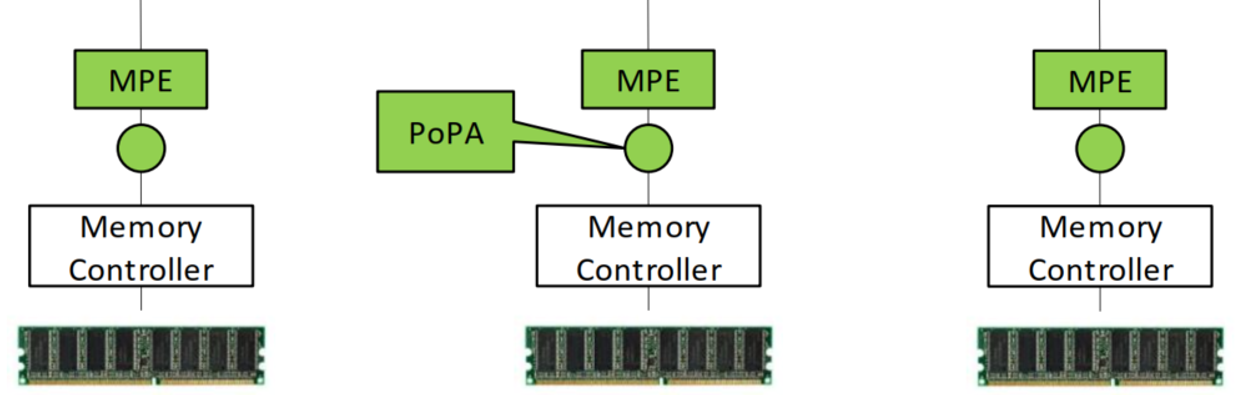 MPE
MPE
MPE
PoPA
Memory
Controller
Memory
Controller
Memory
Controller